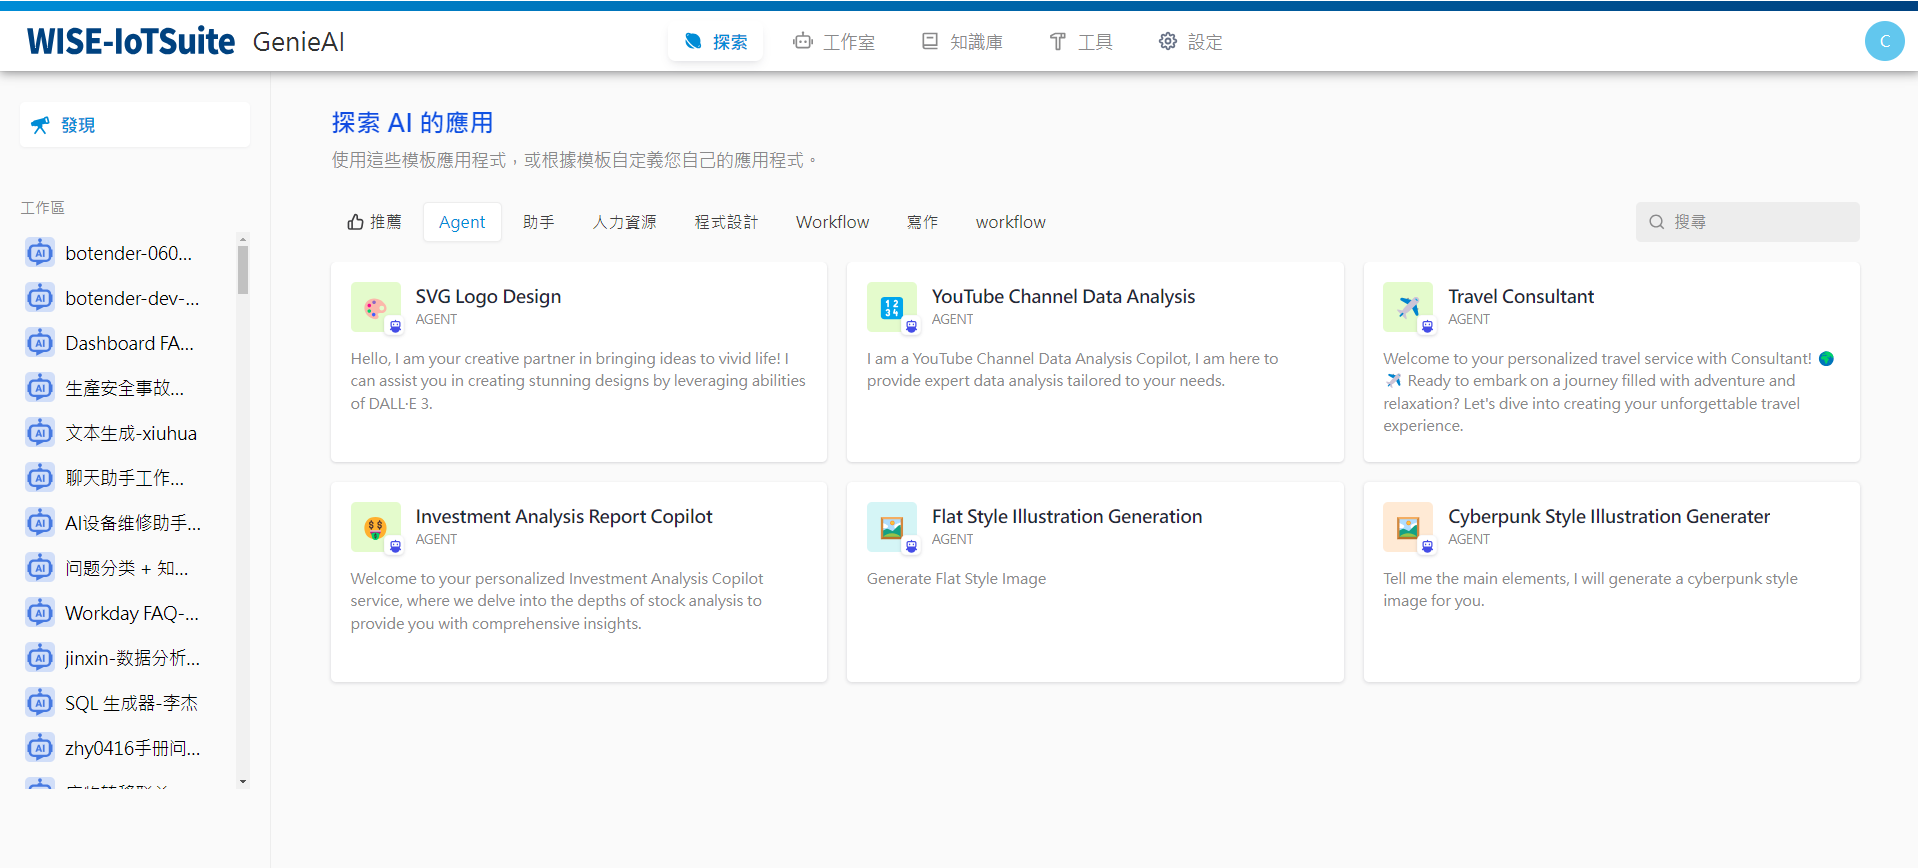 WISE-IoTSuite GenieAI
探索
工作室
知識庫
工具
設定
C
發現
工作區
botender-060...
botender-dev-...
Dashboard FA...
生產安全事故...
文本生成-xiuhua
聊天助手工作...
AI设备维修助手...
问题分类 + 知...
Workday FAQ-...
jinxin-数据分析...
SQL 生成器-李杰
zhy0416手册问...
探索 AI 的應用
使用這些模板應用程式，或根據模板自定義您自己的應用程式。
推薦
Agent
助手
人力資源
程式設計
Workflow
寫作
workflow
搜尋
SVG Logo Design
AGENT
Hello, I am your creative partner in bringing ideas to vivid life! I
can assist you in creating stunning designs by leveraging abilities
of DALL·E 3.
YouTube Channel Data Analysis
AGENT
I am a YouTube Channel Data Analysis Copilot, I am here to
provide expert data analysis tailored to your needs.
Travel Consultant
AGENT
Welcome to your personalized travel service with Consultant! 🌍
✈️ Ready to embark on a journey filled with adventure and
relaxation? Let's dive into creating your unforgettable travel
experience.
Investment Analysis Report Copilot
AGENT
Welcome to your personalized Investment Analysis Copilot
service, where we delve into the depths of stock analysis to
provide you with comprehensive insights.
Flat Style Illustration Generation
AGENT
Generate Flat Style Image
Cyberpunk Style Illustration Generater
AGENT
Tell me the main elements, I will generate a cyberpunk style
image for you.